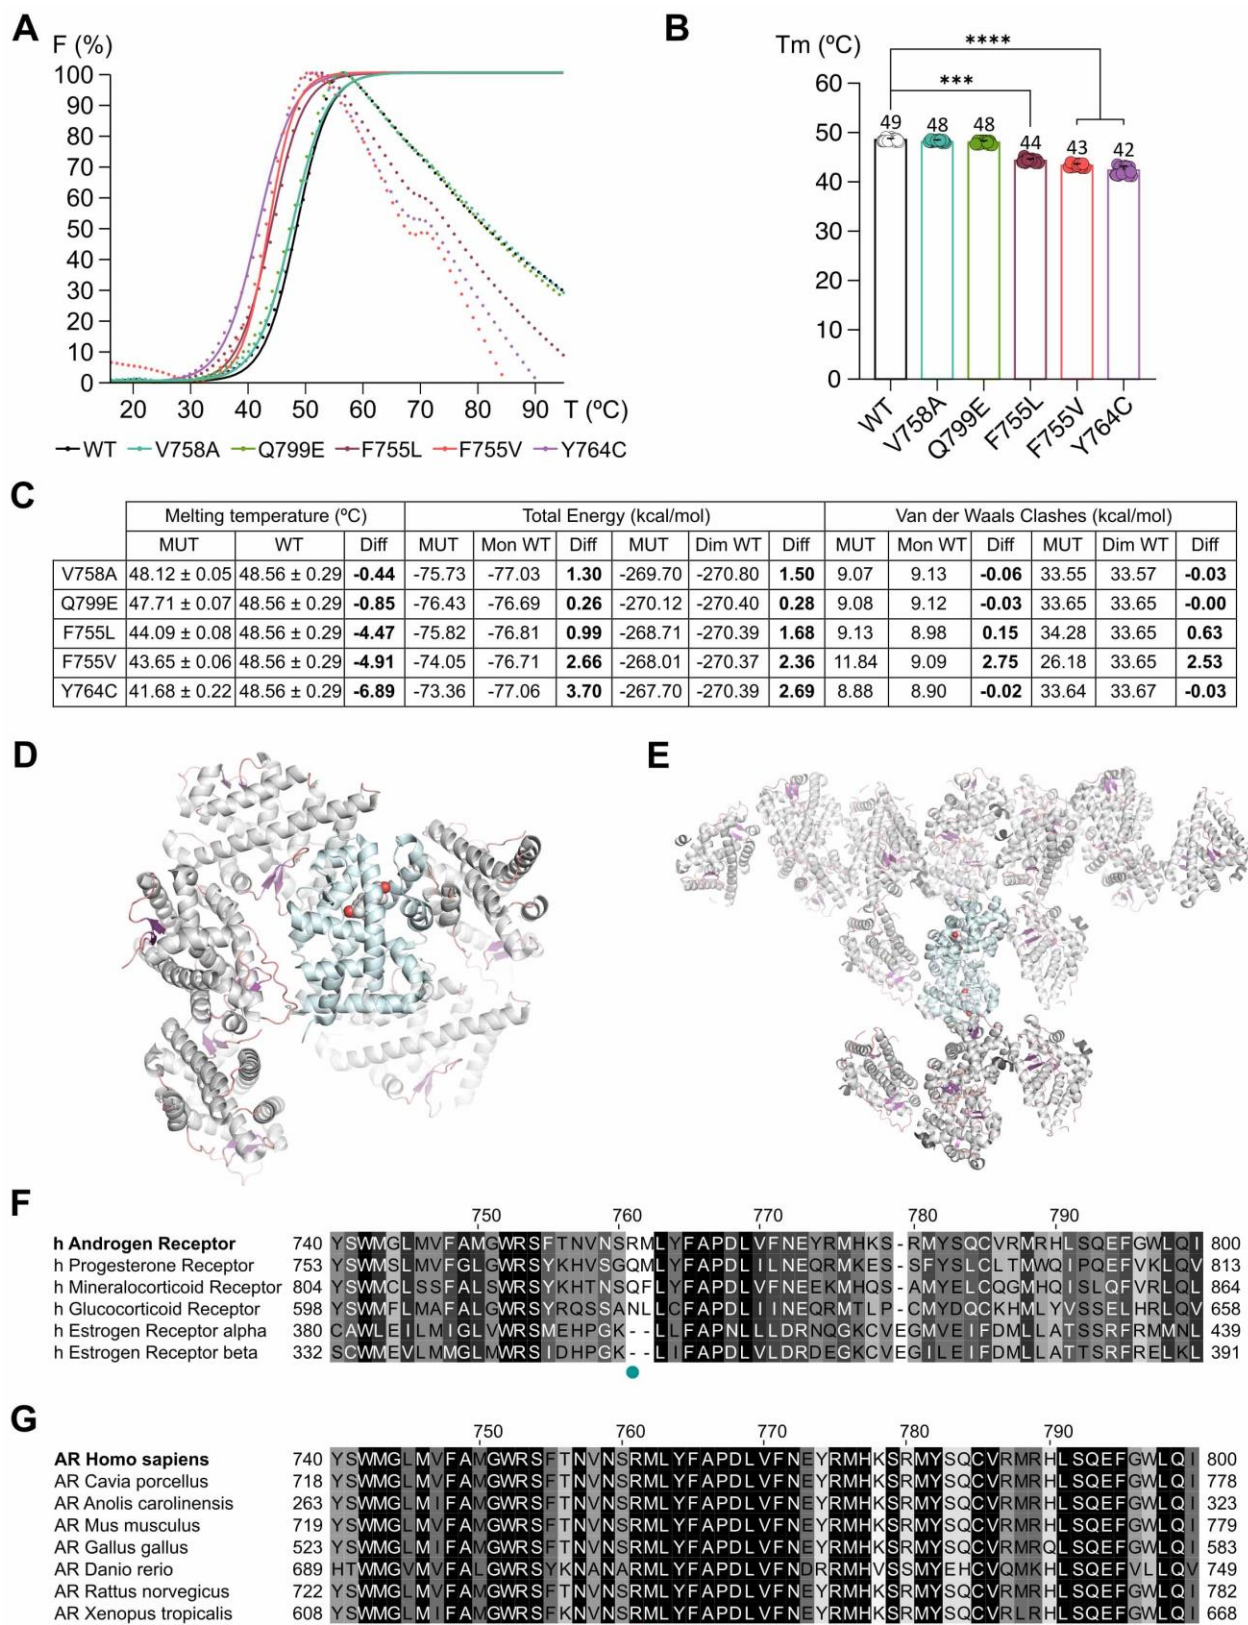 A
F (%)
100
90
80
70
60
50
40
30
20
10
0
20 30 40 50 60 70 80 90 T (ºC)
WT V758A Q799E F755L F755V Y764C
B
Tm (ºC)
****
***
60
50
40
30
20
10
0
49 48 48 44 43 42
WT V758A Q799E F755L F755V Y764C
C
Melting temperature (ºC) Total Energy (kcal/mol) Van der Waals Clashes (kcal/mol)
MUT WT Diff MUT Mon WT Diff MUT Dim WT Diff MUT Mon WT Diff MUT Dim WT Diff
V758A 48.12 ± 0.05 48.56 ± 0.29 -0.44 -75.73 -77.03 1.30 -269.70 -270.80 1.50 9.07 9.13 -0.06 33.55 33.57 -0.03
Q799E 47.71 ± 0.07 48.56 ± 0.29 -0.85 -76.43 -76.69 0.26 -270.12 -270.40 0.28 9.08 9.12 -0.03 33.65 33.65 -0.00
F755L 44.09 ± 0.08 48.56 ± 0.29 -4.47 -75.82 -76.81 0.99 -268.71 -270.39 1.68 9.13 8.98 0.15 34.28 33.65 0.63
F755V 43.65 ± 0.06 48.56 ± 0.29 -4.91 -74.05 -76.71 2.66 -268.01 -270.37 2.36 11.84 9.09 2.75 26.18 33.65 2.53
Y764C 41.68 ± 0.22 48.56 ± 0.29 -6.89 -73.36 -77.06 3.70 -267.70 -270.39 2.69 8.88 8.90 -0.02 33.64 33.67 -0.03
D
E
F
750 760 770 780 790
h Androgen Receptor 740 YSWMGLMVFAMGWRSFTNVNSRMLYFAPDLVFNEYRMHKS-RMYSQCVRMRHLSQEFGWLQI 800
h Progesterone Receptor 753 YSWMSLMVFGLGWRSYKHVSGQMLYFAPDLILNEQRMKES-SFYSLCLTMWQIPQEFVKLQV 813
h Mineralocorticoid Receptor 804 YSWMCLSSFALSWRSYKHTNSQFLYFAPDLVFNEEKMHQS-AMYELCQGMHQISLQFVRLQL 864
h Glucocorticoid Receptor 598 YSWMFLMAFALGWRSYRQSSANLLCFAPDLIINEQRMTLP-CMYDQCKHMLYVSSELHRLQV 658
h Estrogen Receptor alpha 380 CAWLEILMIGLVWRSMEHPGK--LLFAPNLLLDRNQGKCVEGMVEIFDMLLATSSRFRMMNL 439
h Estrogen Receptor beta 332 SCWMEVLMMGLMWRSIDHPGK--LIFAPDLVLDRDEGKCVEGILEIFDMLLATTSRFRELKL 391
G
750 760 770 780 790
AR Homo sapiens 740 YSWMGLMVFAMGWRSFTNVNSRMLYFAPDLVFNEYRMHKSRMYSQCVRMRHLSQEFGWLQI 800
AR Cavia porcellus 718 YSWMGLMVFAMGWRSFTNVNSRMLYFAPDLVFNEYRMHKSRMYSQCVRMRHLSQEFGWLQI 778
AR Anolis carolinensis 263 YSWMGLMIFAMGWRSFTNVNSRMLYFAPDLVFNEYRMHKSRMYSQCVRMRHLSQEFGWLQI 323
AR Mus musculus 719 YSWMGLMVFAMGWRSFTNVNSRMLYFAPDLVFNEYRMHKSRMYSQCVRMRHLSQEFGWLQI 779
AR Gallus gallus 523 YSWMGLMVFAMGWRSFTNVNSRMLYFAPDLVFNEYRMHKSRMYSQCVRMRHLSQEFGWLQI 583
AR Danio rerio 689 HTWMGVMVFALGWRSYKNANARMLYFAPDLVFNDRRMHVSSMYEHCVQMKHLSQEFVLLQV 749
AR Rattus norvegicus 722 YSWMGLMVFAMGWRSFTNVNSRMLYFAPDLVFNEYRMHKSRMYSQCVRMRHLSQEFGWLQI 782
AR Xenopus tropicalis 608 YSWMGLMIFAMGWRSFKNVNSRMLYFAPDLVFNEYRMHKSRMYSQCVRLRHLSQEFGWLQI 668